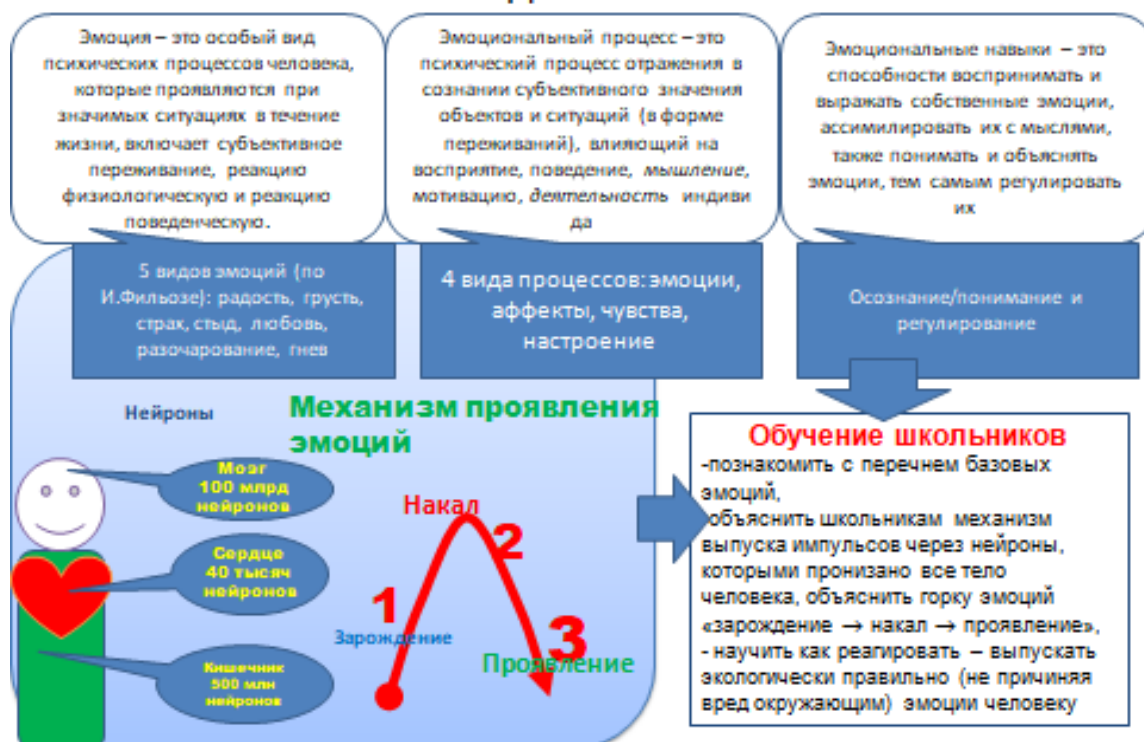 Эмоция – это особый вид
психических процессов человека,
которые проявляются при
значимых ситуациях в течение
жизни, включает субъективное
переживание, реакцию
физиологическую и реакцию
поведенческую.
Эмоциональный процесс – это
психический процесс отражения в
сознании субъективного значения
объектов и ситуаций (в форме
переживаний), влияющий на
восприятие, поведение, мышление,
мотивацию, деятельность индиви
да
Эмоциональные навыки – это
способности воспринимать и
выражать собственные эмоции,
ассимилировать их с мыслями,
также понимать и объяснять
эмоции, тем самым регулировать
их
5 видов эмоций (по
И.Фильозе): радость, грусть,
страх, стыд, любовь,
разочарование, гнев
4 вида процессов: эмоции,
аффекты, чувства,
настроение
Осознание/понимание и
регулирование
Нейроны
Механизм проявления
эмоций
Мозг
100 млрд
нейронов
Сердце
40 тысяч
нейронов
Кишечник
500 млн
нейронов
Накал
1
2
3
Зарождение
Проявление
Обучение школьников
-познакомить с перечнем базовых
эмоций,
объяснить школьникам механизм
выпуска импульсов через нейроны,
которыми пронизано все тело
человека, объяснить горку эмоций
«зарождение → накал → проявление»,
- научить как реагировать – выпускать
экологически правильно (не причиняя
вред окружающим) эмоции человеку